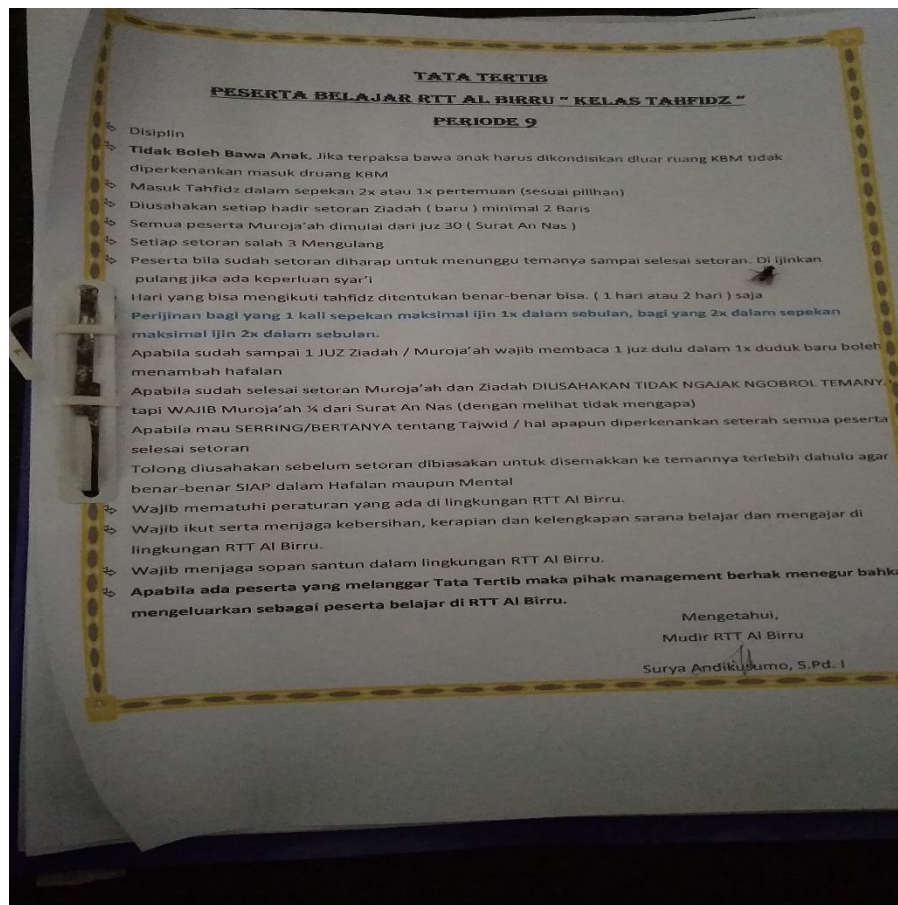 TATA TERTIB
PESERTA BELAJAR RTT AL BIRRU " KELAS TAHFIDZ "
PERIODE 9
Disiplin
Tidak Boleh Bawa Anak, Jika terpaksa bawa anak harus dikondisikan dluar ruang KBM tidak
diperkenankan masuk druang KBM
Masuk Tahfidz dalam sepekan 2x atau 1x pertemuan (sesuai pilihan)
Diusahakan setiap hadir setoran Ziadah ( baru ) minimal 2 Baris
Semua peserta Muroja'ah dimulai dari juz 30 ( Surat An Nas )
Setiap setoran salah 3 Mengulang
Peserta bila sudah setoran diharap untuk menunggu temanya sampai selesai setoran. Di ijinkan
pulang jika ada keperluan syar'i
Hari yang bisa mengikuti tahfidz ditentukan benar-benar bisa. ( 1 hari atau 2 hari ) saja
Perijinan bagi yang 1 kali sepekan maksimal ijin 1x dalam sebulan, bagi yang 2x dalam sepekan
maksimal ijin 2x dalam sebulan.
Apabila sudah sampai 1 JUZ Ziadah / Muroja'ah wajib membaca 1 juz dulu dalam 1x duduk baru boleh
menambah hafalan
Apabila sudah selesai setoran Muroja'ah dan Ziadah DIUSAHAKAN TIDAK NGAJAK NGOBROL TEMANY
tapi WAJIB Muroja'ah ¼ dari Surat An Nas (dengan melihat tidak mengapa)
Apabila mau SERRING/BERTANYA tentang Tajwid / hal apapun diperkenankan seterah semua peserta
selesai setoran
Tolong diusahakan sebelum setoran dibiasakan untuk disemakkan ke temannya terlebih dahulu agar
benar-benar SIAP dalam Hafalan maupun Mental
Wajib mematuhi peraturan yang ada di lingkungan RTT Al Birru.
Wajib ikut serta menjaga kebersihan, kerapian dan kelengkapan sarana belajar dan mengajar di
lingkungan RTT Al Birru.
Wajib menjaga sopan santun dalam lingkungan RTT Al Birru.
Apabila ada peserta yang melanggar Tata Tertib maka pihak management berhak menegur bahka
mengeluarkan sebagai peserta belajar di RTT Al Birru.
Mengetahui,
Mudir RTT Al Birru
Surya Andikusumo, S.Pd. I